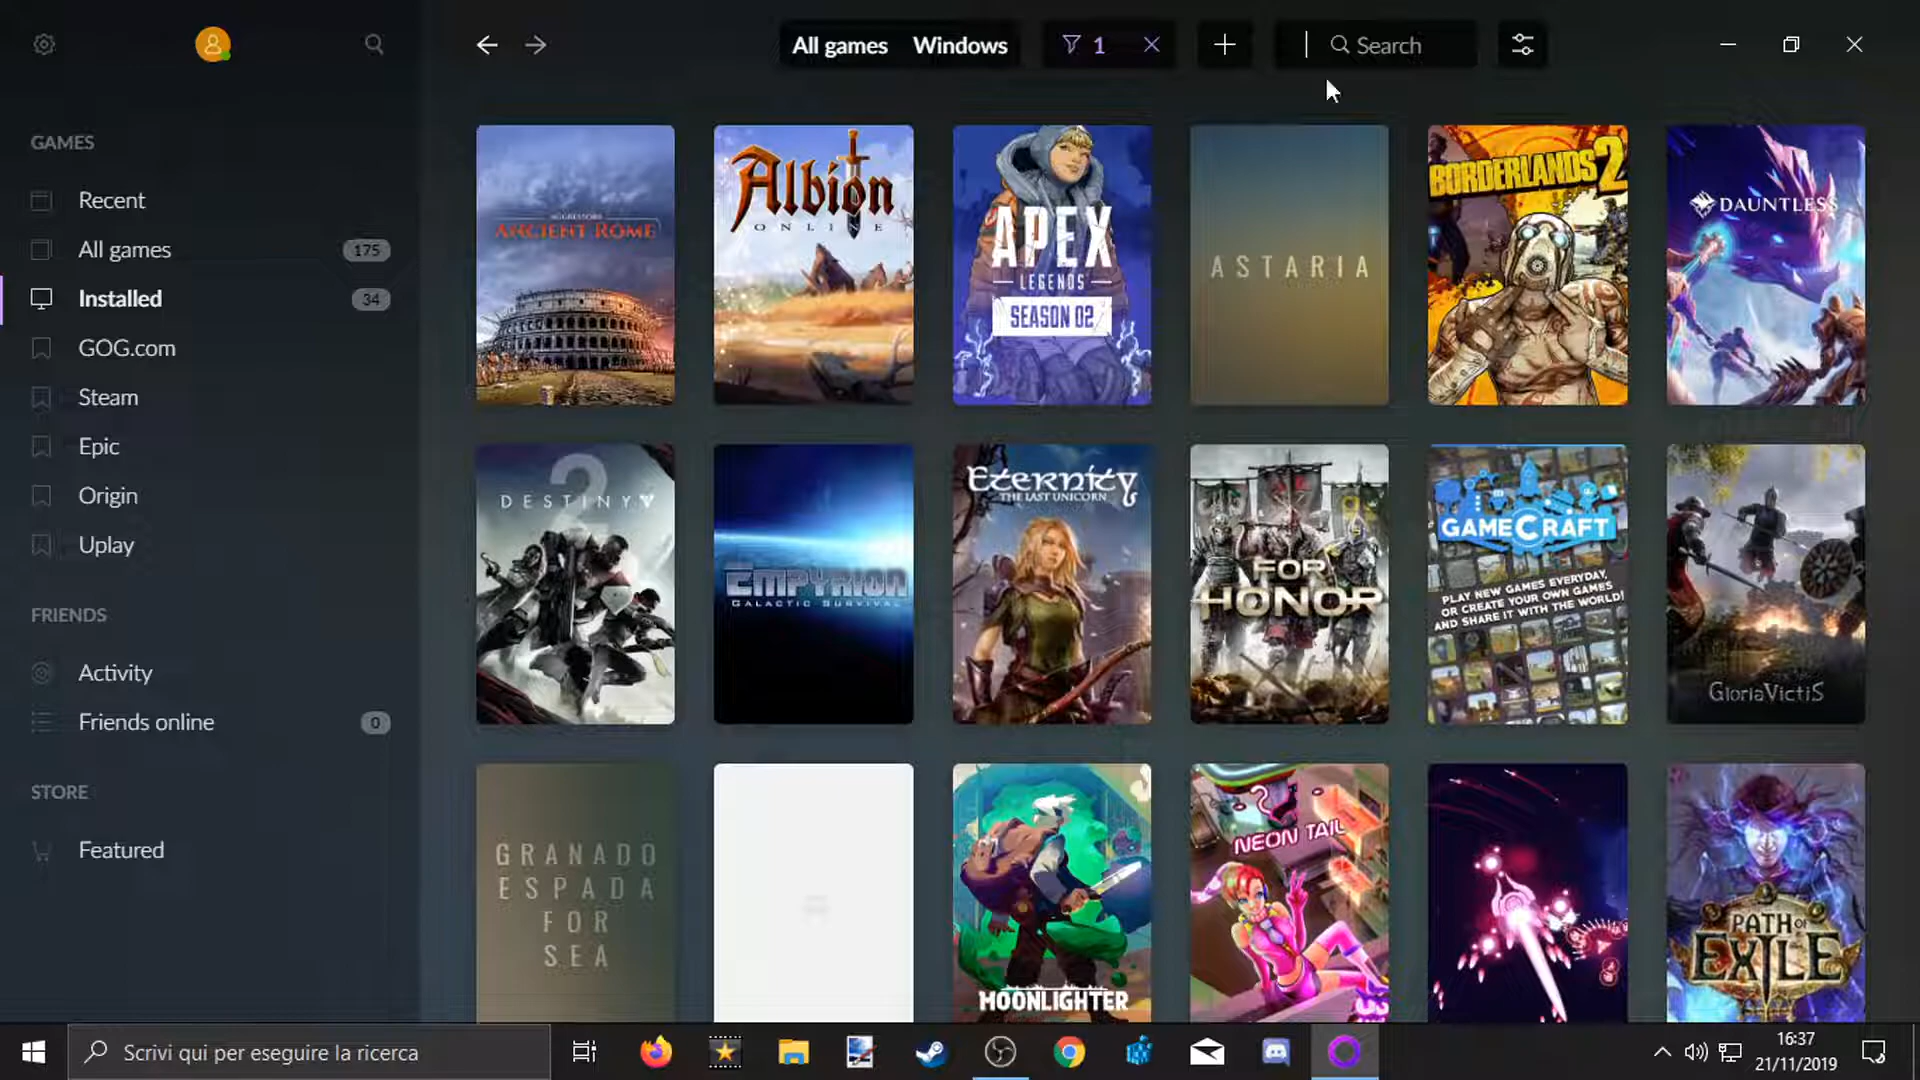 All games Windows 1 Search
GAMES
Recent
All games 175
Installed 34
GOG.com
Steam
Epic
Origin
Uplay
FRIENDS
Activity
Friends online 0
STORE
Featured
AGGRESSORS
ANCIENT ROME
Albion
ONLINE
APEX
LEGENDS
SEASON 02
ASTARIA
BORDERLANDS 2
DAUNTLESS
2
DESTINY
EMPYRION
GALACTIC SURVIVAL
ETERNITY
THE LAST UNICORN
FOR
HONOR
GAMECRAFT
PLAY NEW GAMES EVERYDAY,
OR CREATE YOUR OWN GAMES
AND SHARE IT WITH THE WORLD!
GLORIA VICTIS
GRANADO
ESPADA
FOR
SEA
MOONLIGHTER
NEON TAIL
PATH OF
EXILE
Scrivi qui per eseguire la ricerca
16:37
21/11/2019